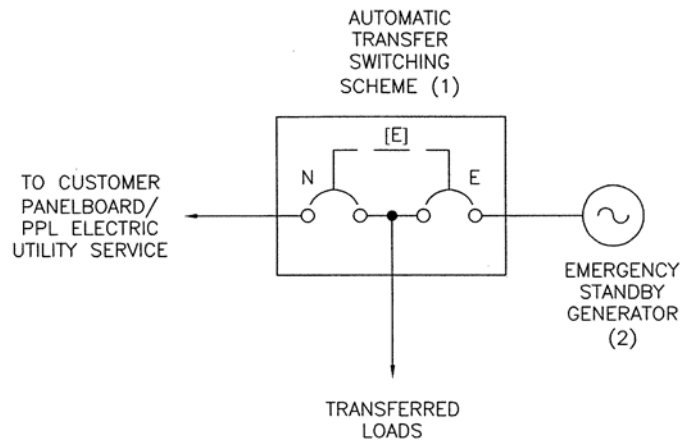 AUTOMATIC
TRANSFER
SWITCHING
SCHEME (1)
[E]
N
E
TO CUSTOMER
PANELBOARD/
PPL ELECTRIC
UTILITY SERVICE
EMERGENCY
STANDBY
GENERATOR
(2)
TRANSFERRED
LOADS